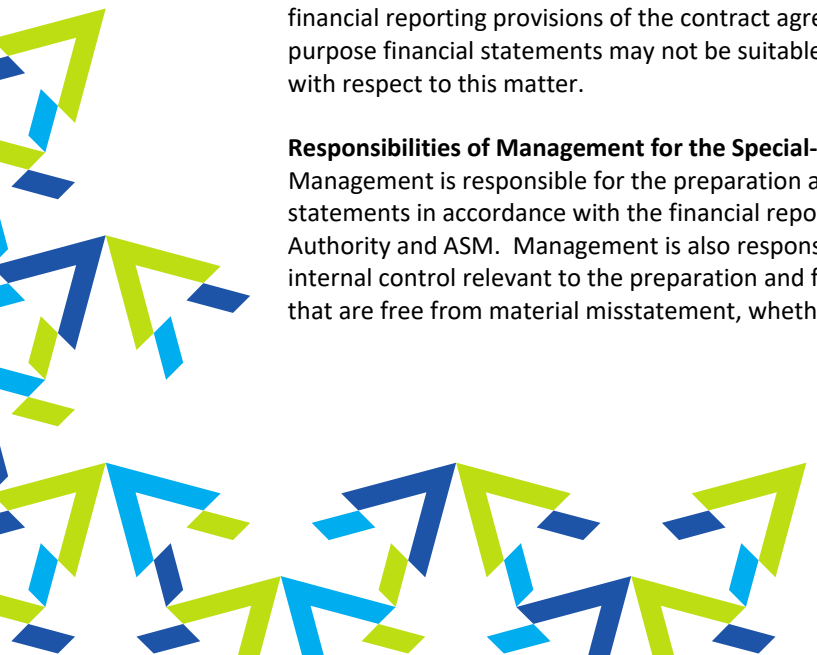 financial reporting provisions of the contract agre
purpose financial statements may not be suitable
with respect to this matter.
Responsibilities of Management for the Special-
Management is responsible for the preparation a
statements in accordance with the financial repo
Authority and ASM. Management is also respons
internal control relevant to the preparation and f
that are free from material misstatement, wheth